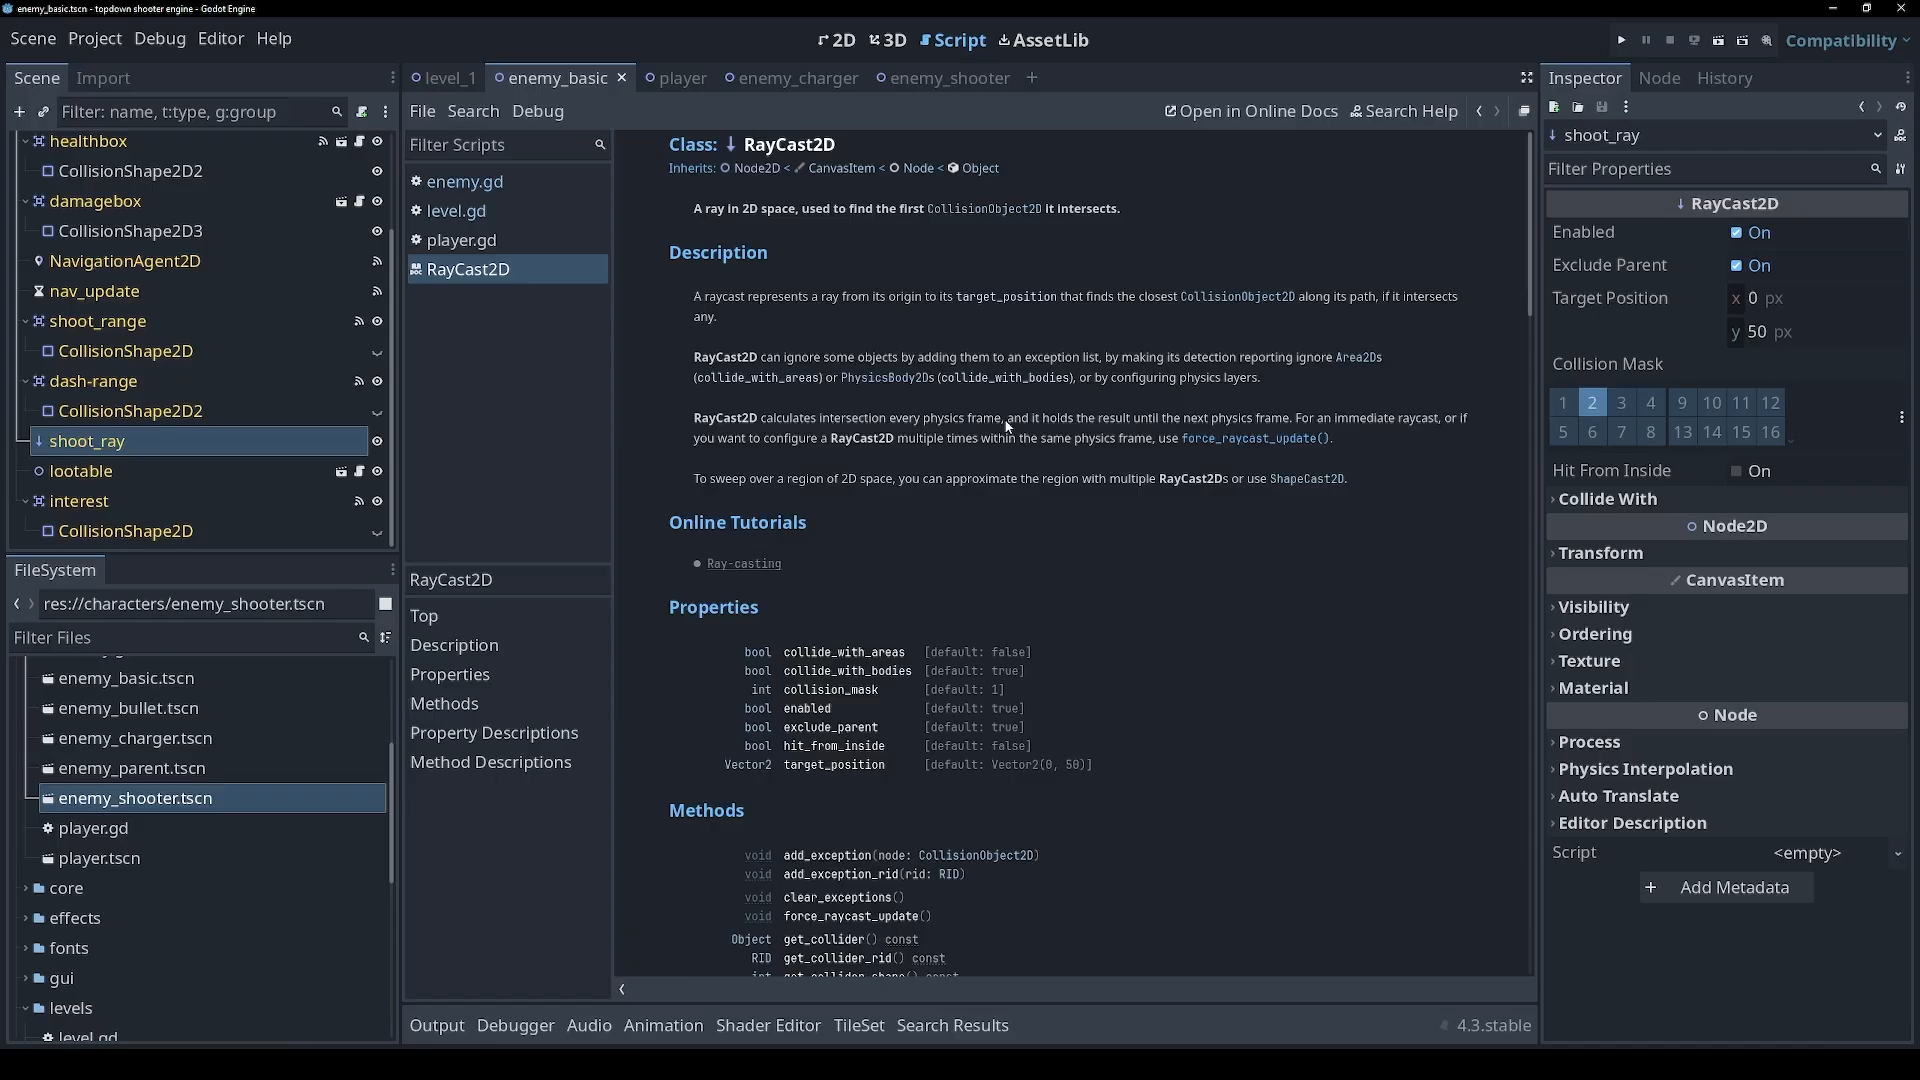 enemy_basic.tscn - topdown shooter engine - Godot Engine
Scene Project Debug Editor Help
2D 3D Script AssetLib
Compatibility
Scene Import
level_1 enemy_basic player enemy_charger enemy_shooter
Inspector Node History
Filter: name, t:type, g:group
File Search Debug
Open in Online Docs Search Help
healthbox
CollisionShape2D2
damagebox
CollisionShape2D3
NavigationAgent2D
nav_update
shoot_range
CollisionShape2D
dash-range
CollisionShape2D2
shoot_ray
lootable
interest
CollisionShape2D
FileSystem
res://characters/enemy_shooter.tscn
Filter Files
enemy_basic.tscn
enemy_bullet.tscn
enemy_charger.tscn
enemy_parent.tscn
enemy_shooter.tscn
player.gd
player.tscn
core
effects
fonts
gui
levels
level.gd
Filter Scripts
enemy.gd
level.gd
player.gd
RayCast2D
RayCast2D
Top
Description
Properties
Methods
Property Descriptions
Method Descriptions
Class: RayCast2D
Inherits: Node2D < CanvasItem < Node < Object
A ray in 2D space, used to find the first CollisionObject2D it intersects.
Description
A raycast represents a ray from its origin to its target_position that finds the closest CollisionObject2D along its path, if it intersects
any.
RayCast2D can ignore some objects by adding them to an exception list, by making its detection reporting ignore Area2Ds
(collide_with_areas) or PhysicsBody2Ds (collide_with_bodies), or by configuring physics layers.
RayCast2D calculates intersection every physics frame, and it holds the result until the next physics frame. For an immediate raycast, or if
you want to configure a RayCast2D multiple times within the same physics frame, use force_raycast_update().
To sweep over a region of 2D space, you can approximate the region with multiple RayCast2Ds or use ShapeCast2D.
Online Tutorials
Ray-casting
Properties
bool collide_with_areas [default: false]
bool collide_with_bodies [default: true]
int collision_mask [default: 1]
bool enabled [default: true]
bool exclude_parent [default: true]
bool hit_from_inside [default: false]
Vector2 target_position [default: Vector2(0, 50)]
Methods
void add_exception(node: CollisionObject2D)
void add_exception_rid(rid: RID)
void clear_exceptions()
void force_raycast_update()
Object get_collider() const
RID get_collider_rid() const
int get_collider_shape() const
Output Debugger Audio Animation Shader Editor TileSet Search Results
4.3.stable
shoot_ray
Filter Properties
RayCast2D
Enabled On
Exclude Parent On
Target Position x 0 px
y 50 px
Collision Mask
1 2 3 4 9 10 11 12
5 6 7 8 13 14 15 16
Hit From Inside On
Collide With
Node2D
Transform
CanvasItem
Visibility
Ordering
Texture
Material
Node
Process
Physics Interpolation
Auto Translate
Editor Description
Script <empty>
+ Add Metadata